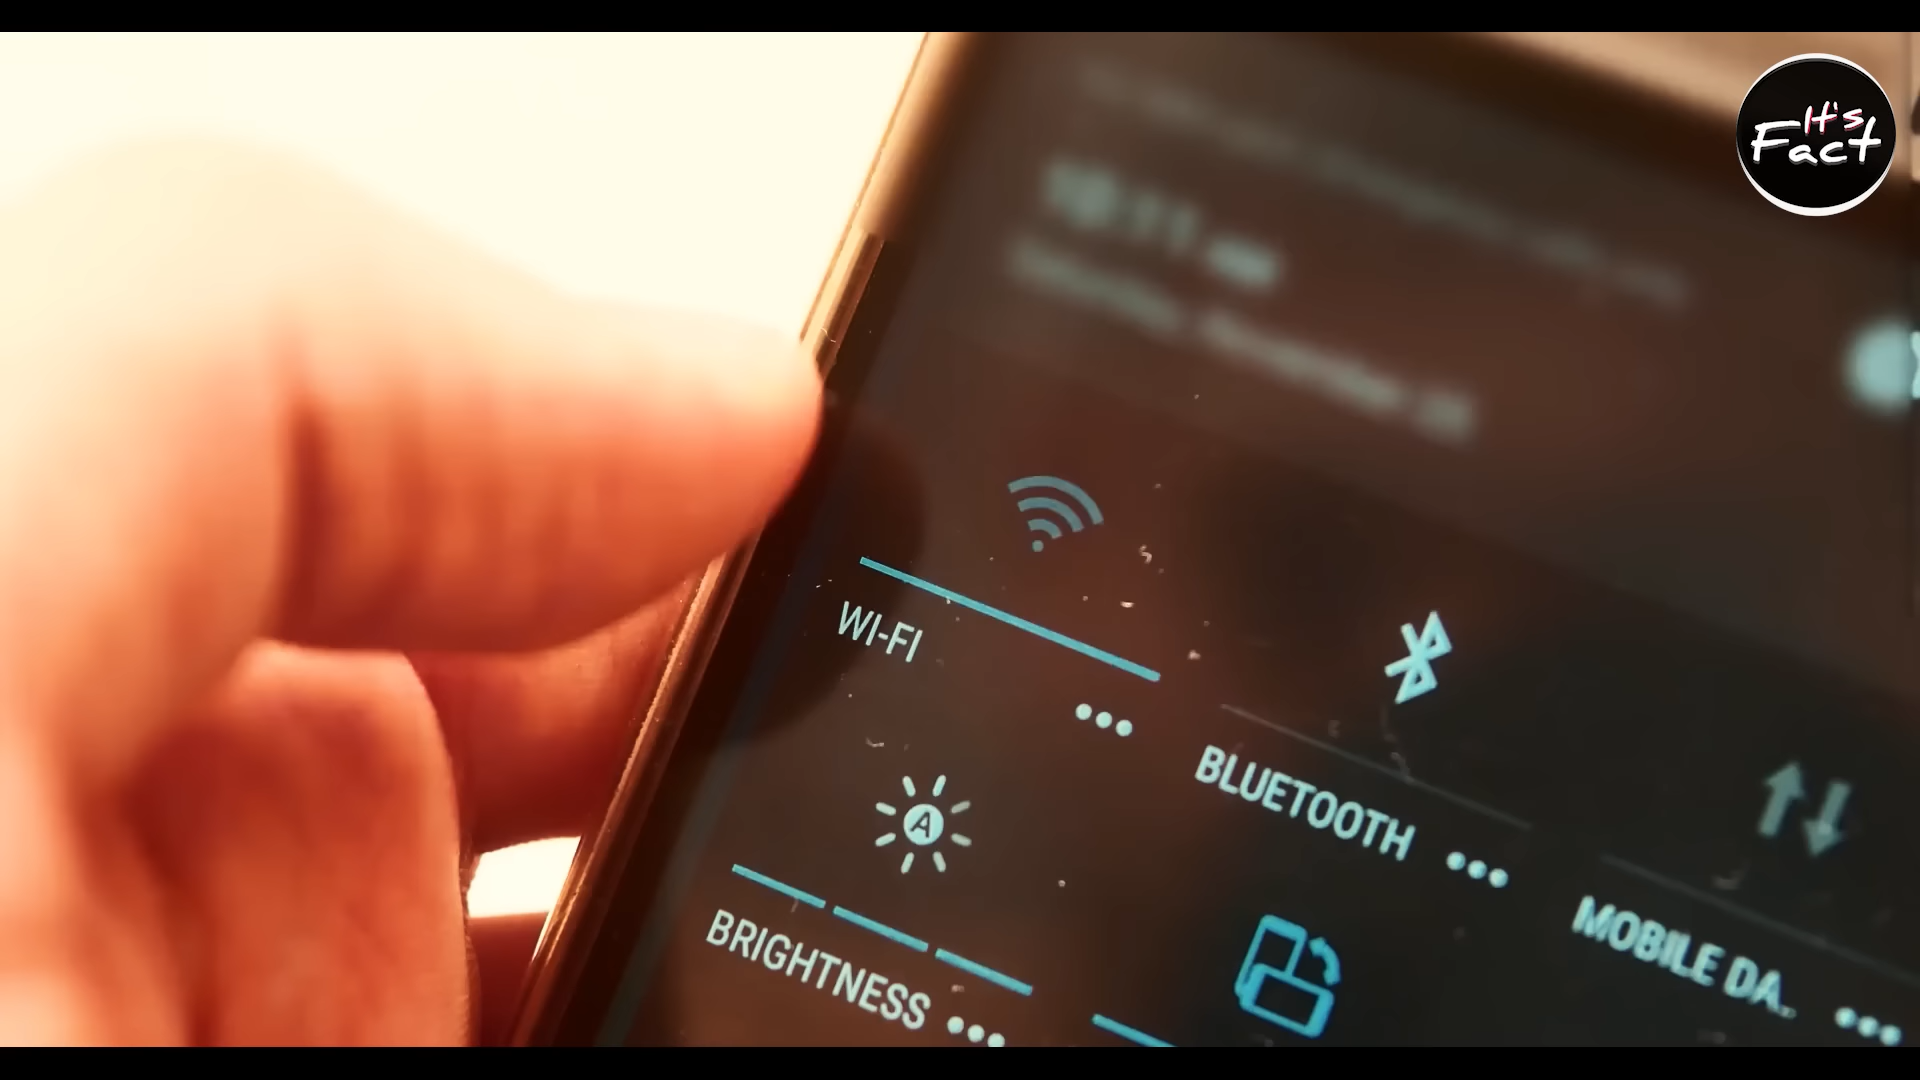 It's
Fact
WI-FI
BLUETOOTH
MOBILE DA..
BRIGHTNESS